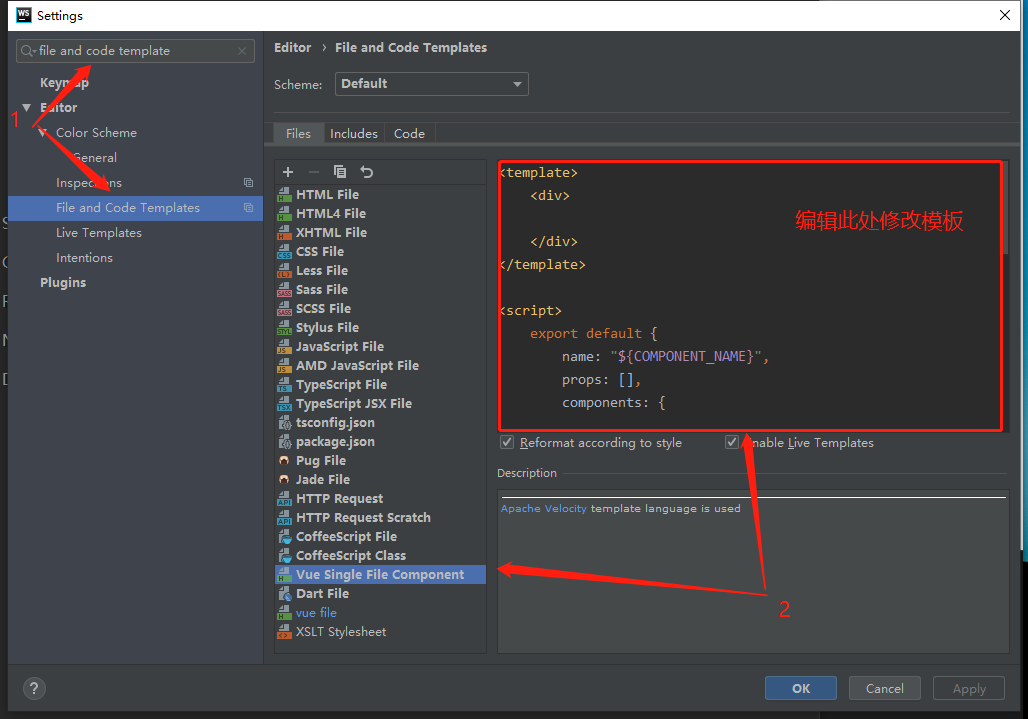 WS Settings
file and code template
Keymap
1
Editor
Color Scheme
General
Inspections
File and Code Templates
Live Templates
Intentions
Plugins
Editor › File and Code Templates
Scheme: Default
Files Includes Code
HTML File
HTML4 File
XHTML File
CSS File
Less File
Sass File
SCSS File
Stylus File
JavaScript File
AMD JavaScript File
TypeScript File
TypeScript JSX File
tsconfig.json
package.json
Pug File
Jade File
HTTP Request
HTTP Request Scratch
CoffeeScript File
CoffeeScript Class
Vue Single File Component
Dart File
vue file
XSLT Stylesheet
<template>
<div>
编辑此处修改模板
</div>
</template>
<script>
export default {
name: "${COMPONENT_NAME}",
props: [],
components: {
Reformat according to style
Enable Live Templates
Description
Apache Velocity template language is used
2
?
OK Cancel Apply